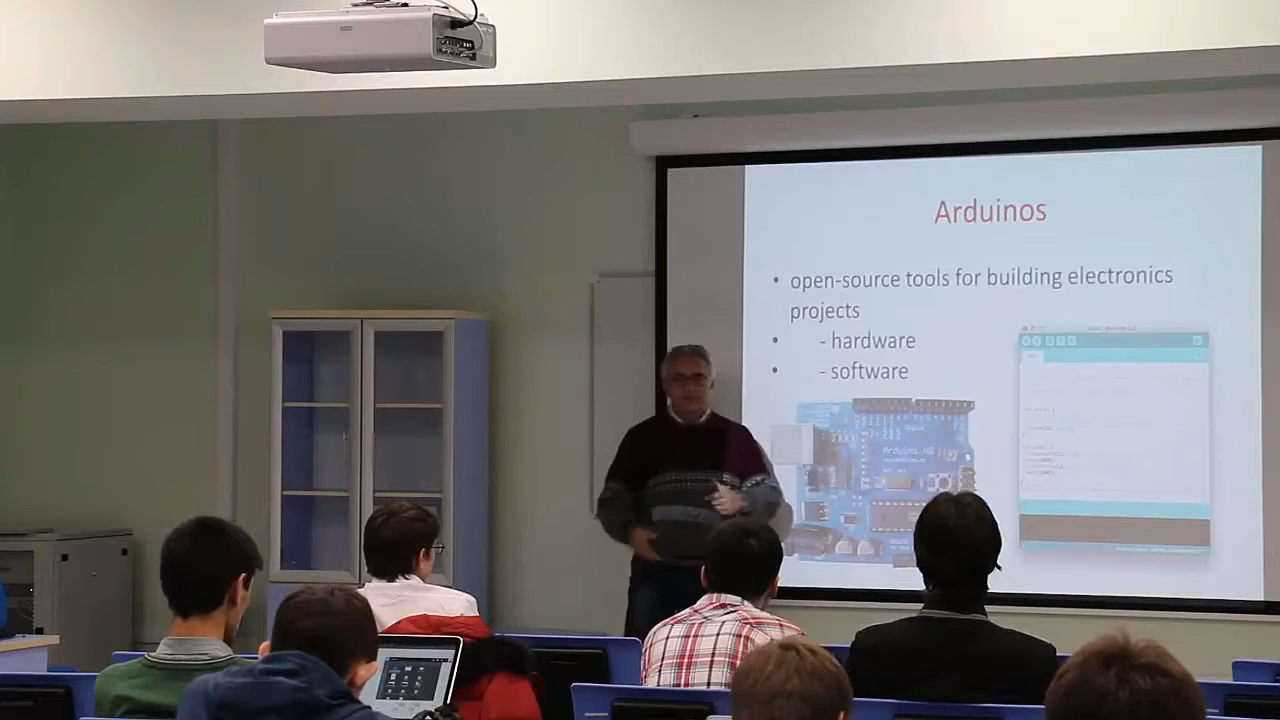 Arduinos
• open-source tools for building electronics
projects
• - hardware
• - software
Arduino